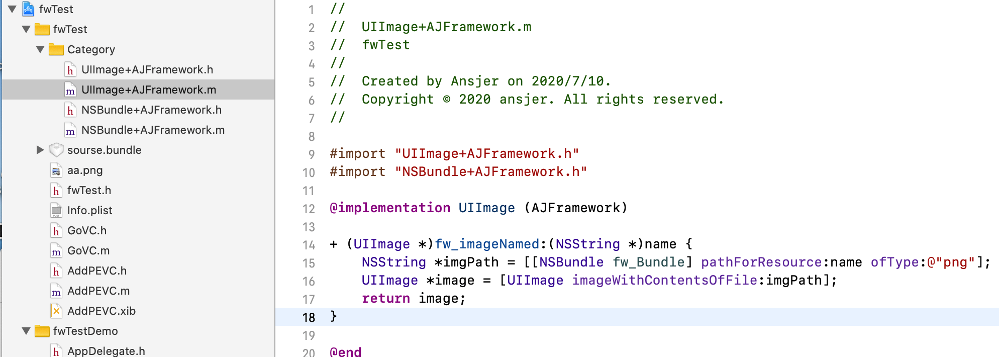 fwTest
fwTest
Category
UIImage+AJFramework.h
UIImage+AJFramework.m
NSBundle+AJFramework.h
NSBundle+AJFramework.m
sourse.bundle
aa.png
fwTest.h
Info.plist
GoVC.h
GoVC.m
AddPEVC.h
AddPEVC.m
AddPEVC.xib
fwTestDemo
AppDelegate.h
1 //
2 //  UIImage+AJFramework.m
3 //  fwTest
4 //
5 //  Created by Ansjer on 2020/7/10.
6 //  Copyright © 2020 ansjer. All rights reserved.
7 //
8
9 #import "UIImage+AJFramework.h"
10 #import "NSBundle+AJFramework.h"
11
12 @implementation UIImage (AJFramework)
13
14 + (UIImage *)fw_imageNamed:(NSString *)name {
15     NSString *imgPath = [[NSBundle fw_Bundle] pathForResource:name ofType:@"png"];
16     UIImage *image = [UIImage imageWithContentsOfFile:imgPath];
17     return image;
18 }
19
20 @end